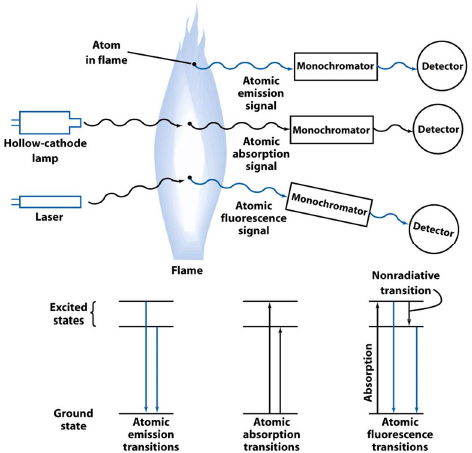 Atom
in flame
Atomic
emission
signal
Monochromator
Detector
Hollow-cathode
lamp
Atomic
absorption
signal
Monochromator
Detector
Laser
Atomic
fluorescence
signal
Monochromator
Detector
Flame
Nonradiative
transition
Excited
states
Absorption
Ground
state
Atomic
emission
transitions
Atomic
absorption
transitions
Atomic
fluorescence
transitions